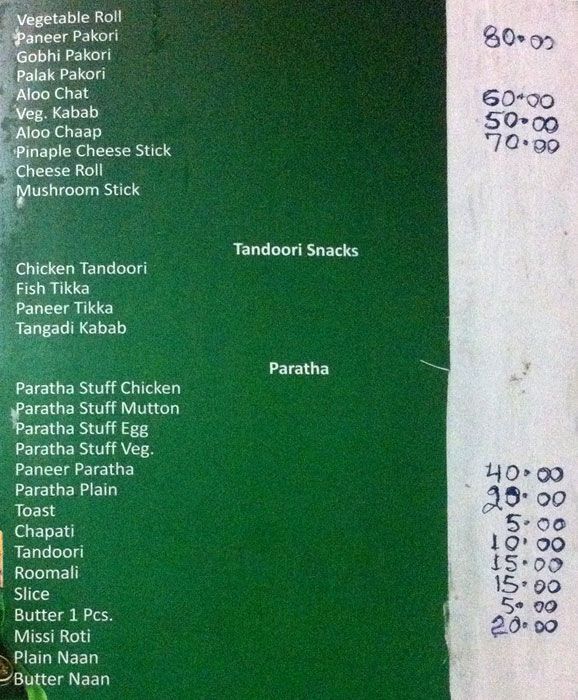 Vegetable Roll
Paneer Pakori 80.00
Gobhi Pakori
Palak Pakori
Aloo Chat 60.00
Veg. Kabab 50.00
Aloo Chaap 70.00
Pinaple Cheese Stick
Cheese Roll
Mushroom Stick
Tandoori Snacks
Chicken Tandoori
Fish Tikka
Paneer Tikka
Tangadi Kabab
Paratha
Paratha Stuff Chicken
Paratha Stuff Mutton
Paratha Stuff Egg
Paratha Stuff Veg.
Paneer Paratha 40.00
Paratha Plain 20.00
Toast 5.00
Chapati 10.00
Tandoori 15.00
Roomali 15.00
Slice 5.00
Butter 1 Pcs. 20.00
Missi Roti
Plain Naan
Butter Naan